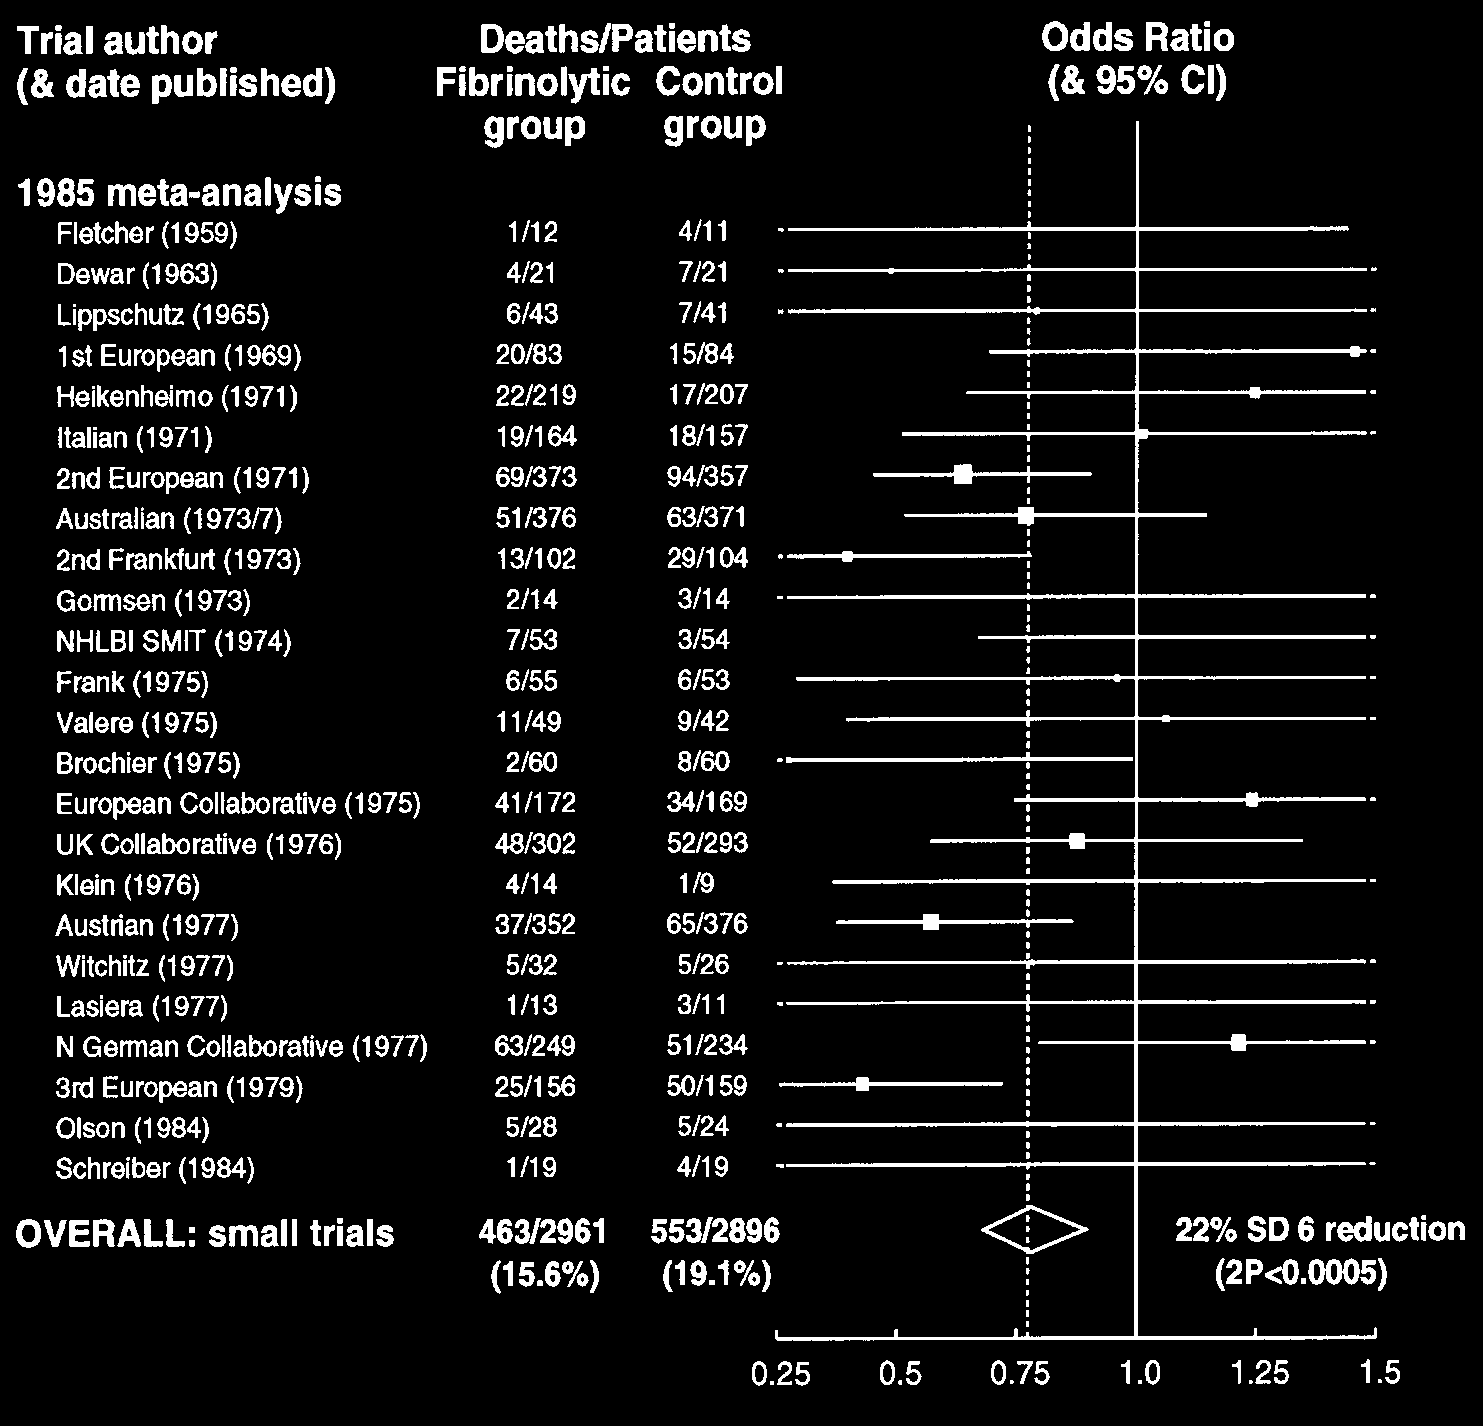 Trial author Deaths/Patients Odds Ratio
(& date published) Fibrinolytic Control (& 95% CI)
group group
1985 meta-analysis
Fletcher (1959) 1/12 4/11
Dewar (1963) 4/21 7/21
Lippschutz (1965) 6/43 7/41
1st European (1969) 20/83 15/84
Heikenheimo (1971) 22/219 17/207
Italian (1971) 19/164 18/157
2nd European (1971) 69/373 94/357
Australian (1973/7) 51/376 63/371
2nd Frankfurt (1973) 13/102 29/104
Gormsen (1973) 2/14 3/14
NHLBI SMIT (1974) 7/53 3/54
Frank (1975) 6/55 6/53
Valere (1975) 11/49 9/42
Brochier (1975) 2/60 8/60
European Collaborative (1975) 41/172 34/169
UK Collaborative (1976) 48/302 52/293
Klein (1976) 4/14 1/9
Austrian (1977) 37/352 65/376
Witchitz (1977) 5/32 5/26
Lasiera (1977) 1/13 3/11
N German Collaborative (1977) 63/249 51/234
3rd European (1979) 25/156 50/159
Olson (1984) 5/28 5/24
Schreiber (1984) 1/19 4/19
OVERALL: small trials 463/2961 553/2896 22% SD 6 reduction
(15.6%) (19.1%) (2P<0.0005)
0.25 0.5 0.75 1.0 1.25 1.5